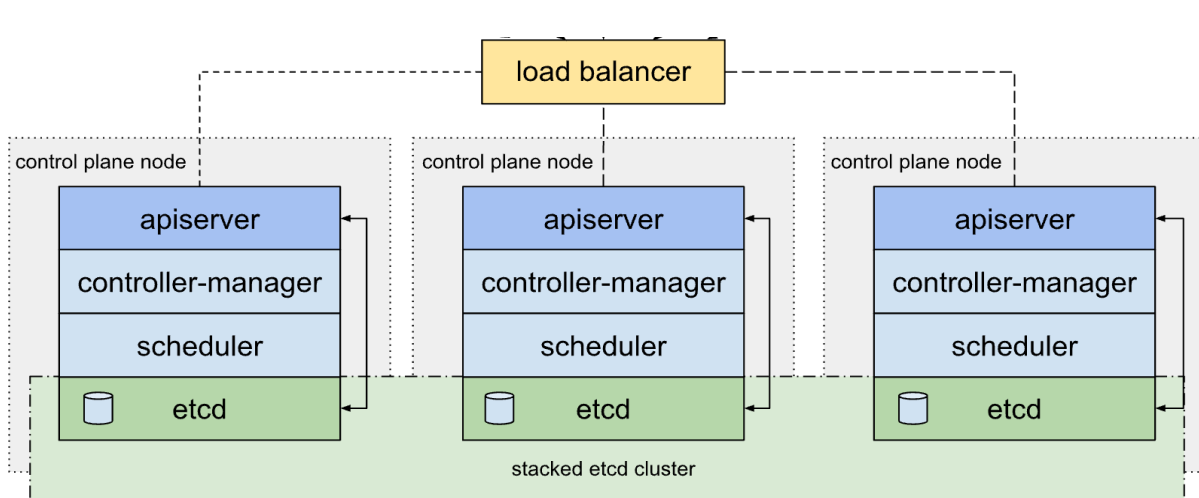 load balancer
control plane node
control plane node
control plane node
apiserver
apiserver
apiserver
controller-manager
controller-manager
controller-manager
scheduler
scheduler
scheduler
etcd
etcd
etcd
stacked etcd cluster